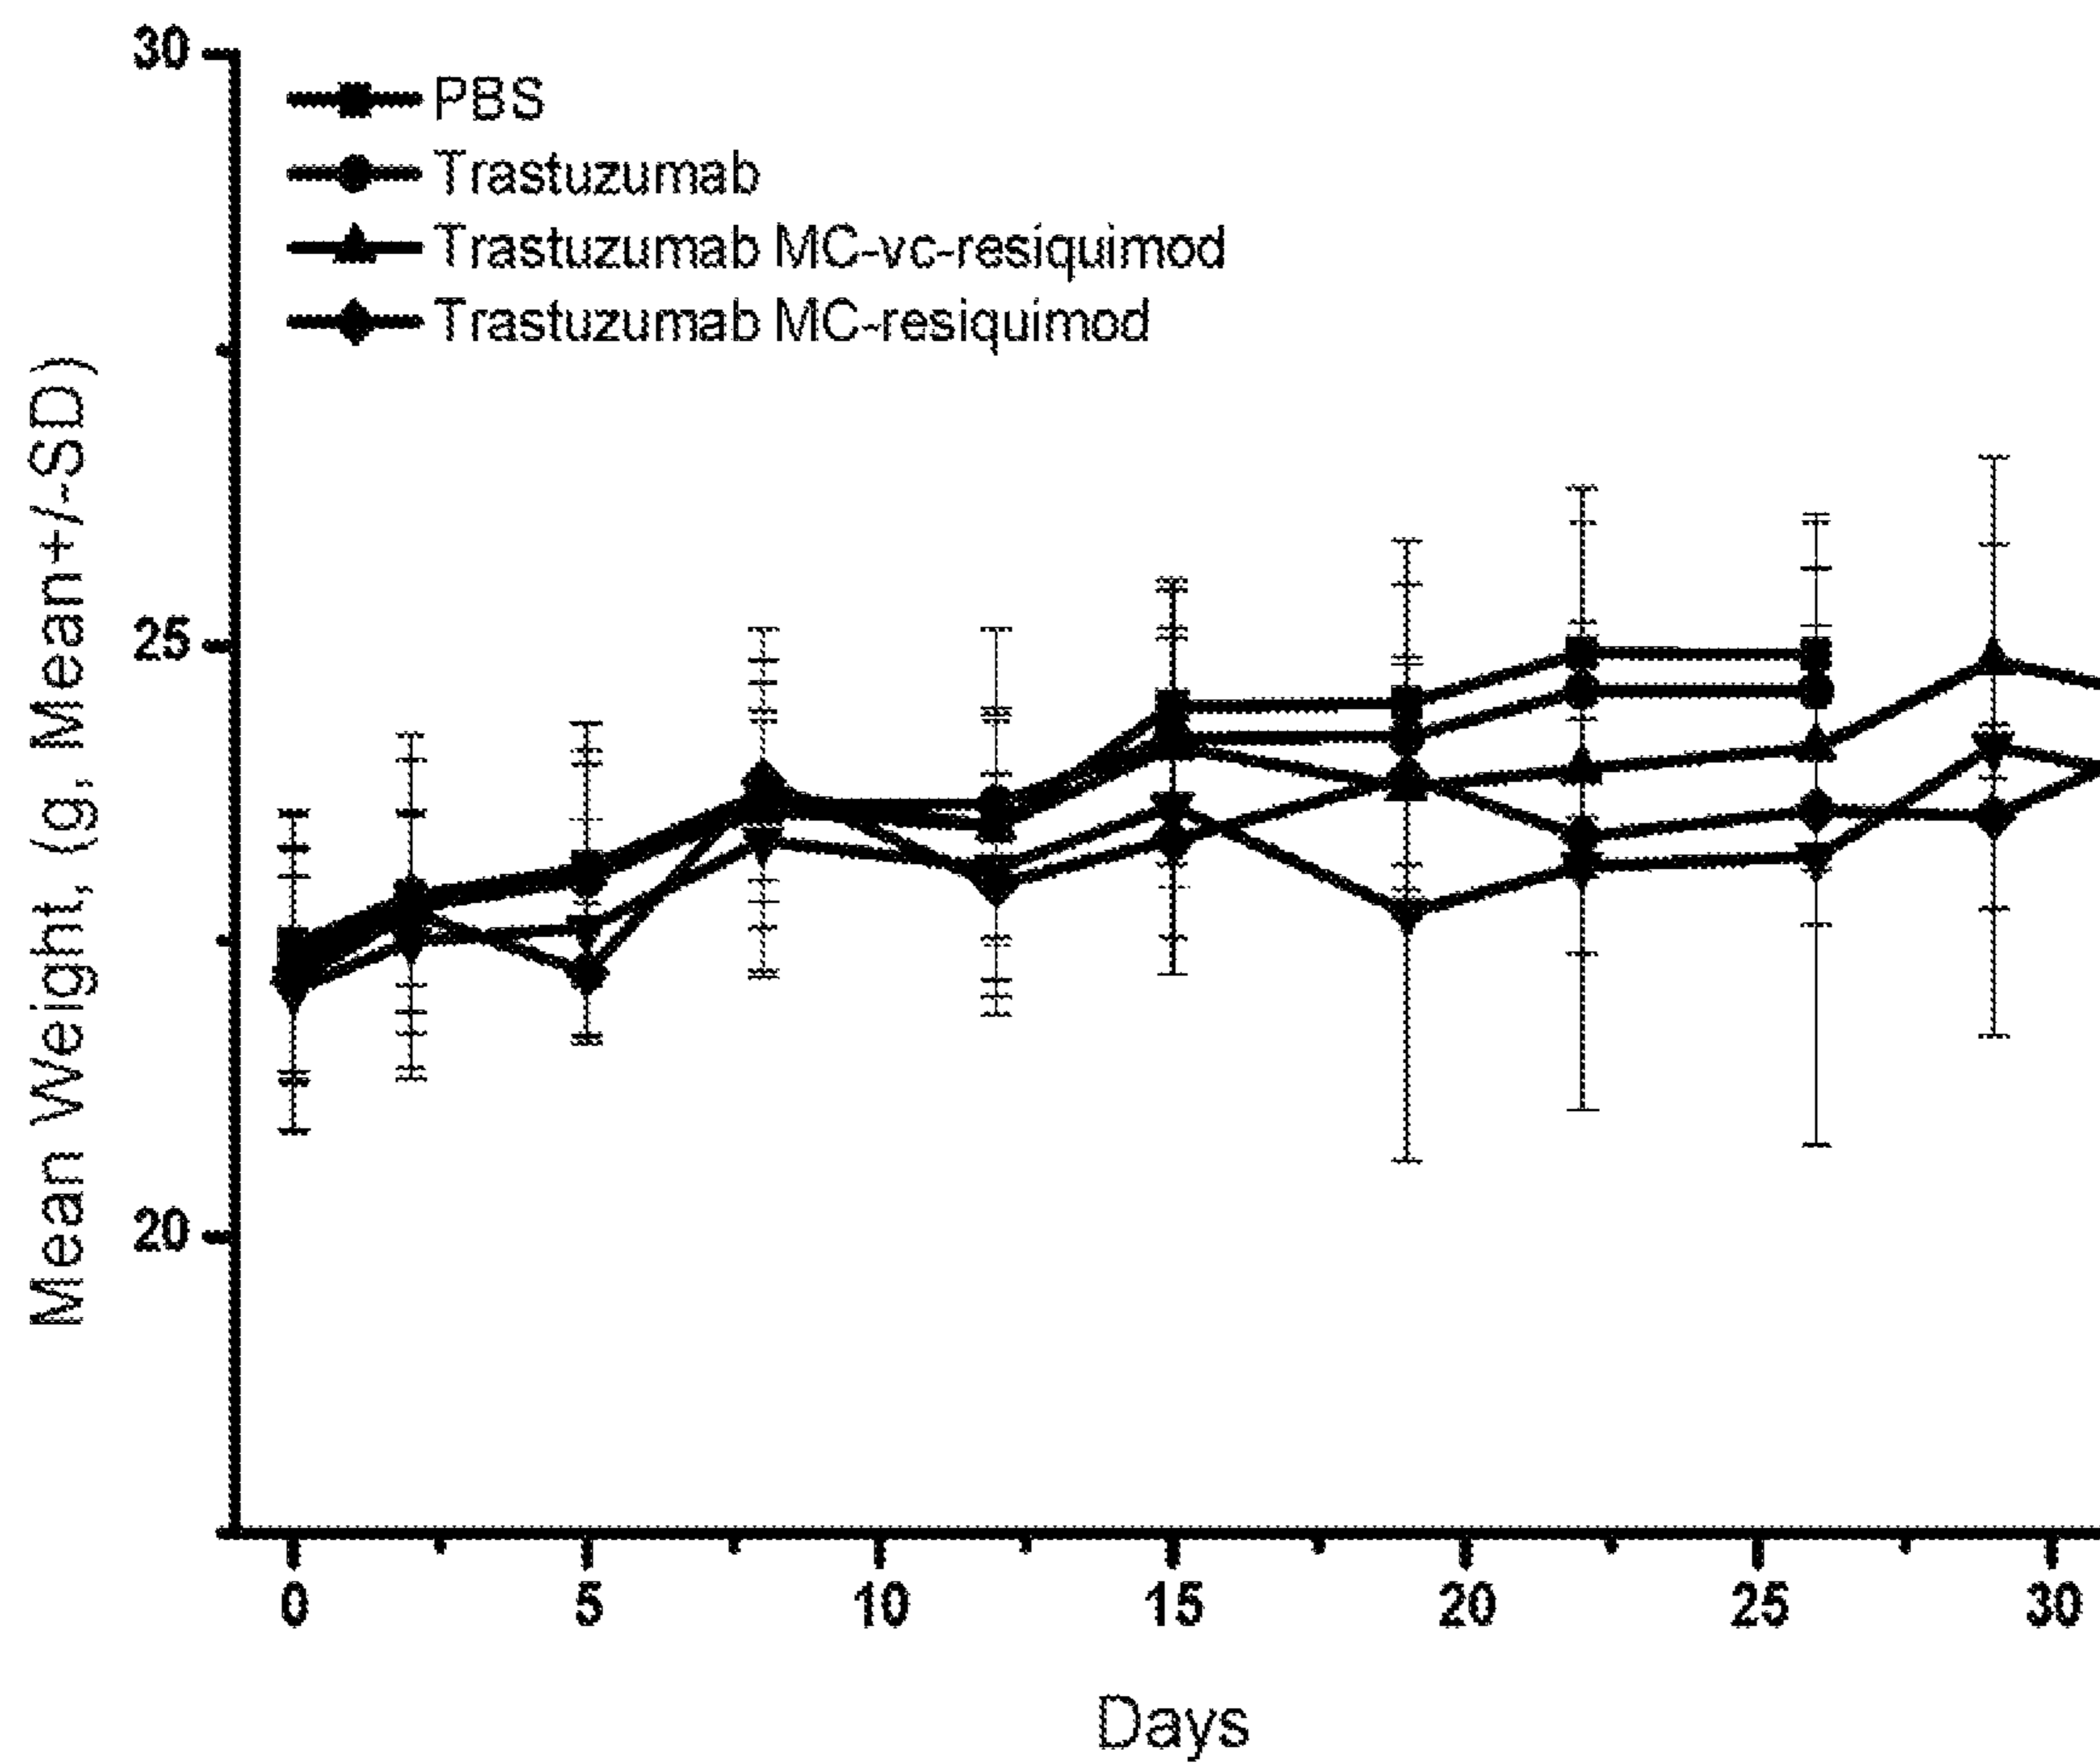 30
PBS
Trastuzumab
Trastuzumab MC-vc-resiquimod
Trastuzumab MC-resiquimod
Mean Weight, (g, Mean+/-SD)
25
20
0 5 10 15 20 25 30
Days